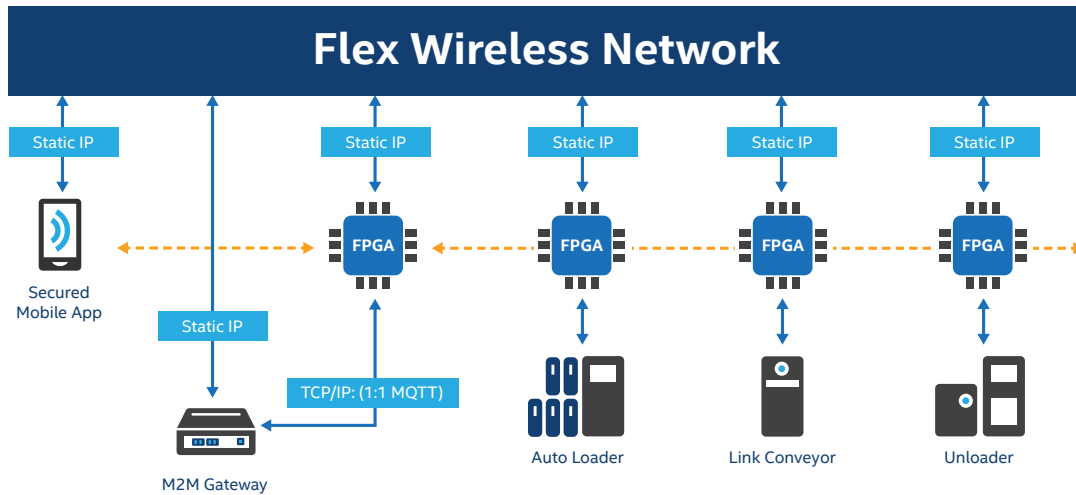 Flex Wireless Network
Static IP
Static IP
Static IP
Static IP
Static IP
FPGA
FPGA
FPGA
FPGA
Secured
Mobile App
Static IP
TCP/IP: (1:1 MQTT)
Auto Loader
Link Conveyor
Unloader
M2M Gateway